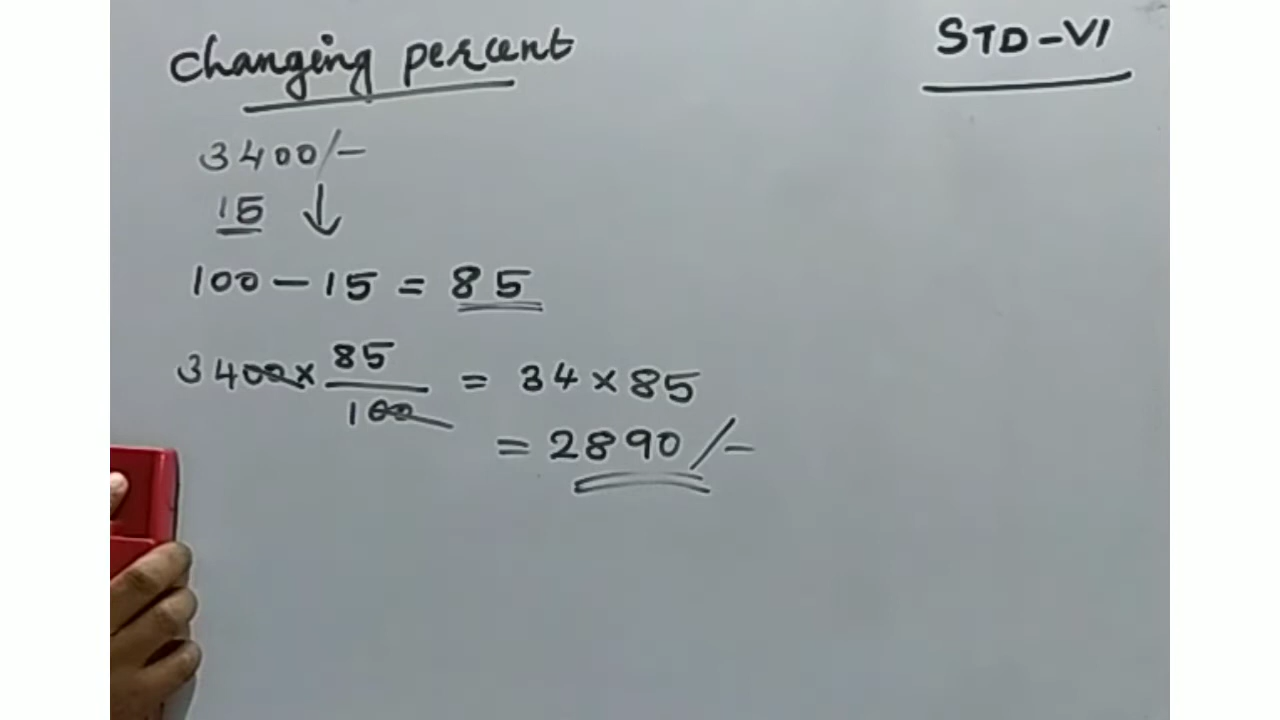 changing percent
STD-VI
3400/-
15 ↓
100-15 = 85
3400 × 85/100 = 34×85
= 2890/-